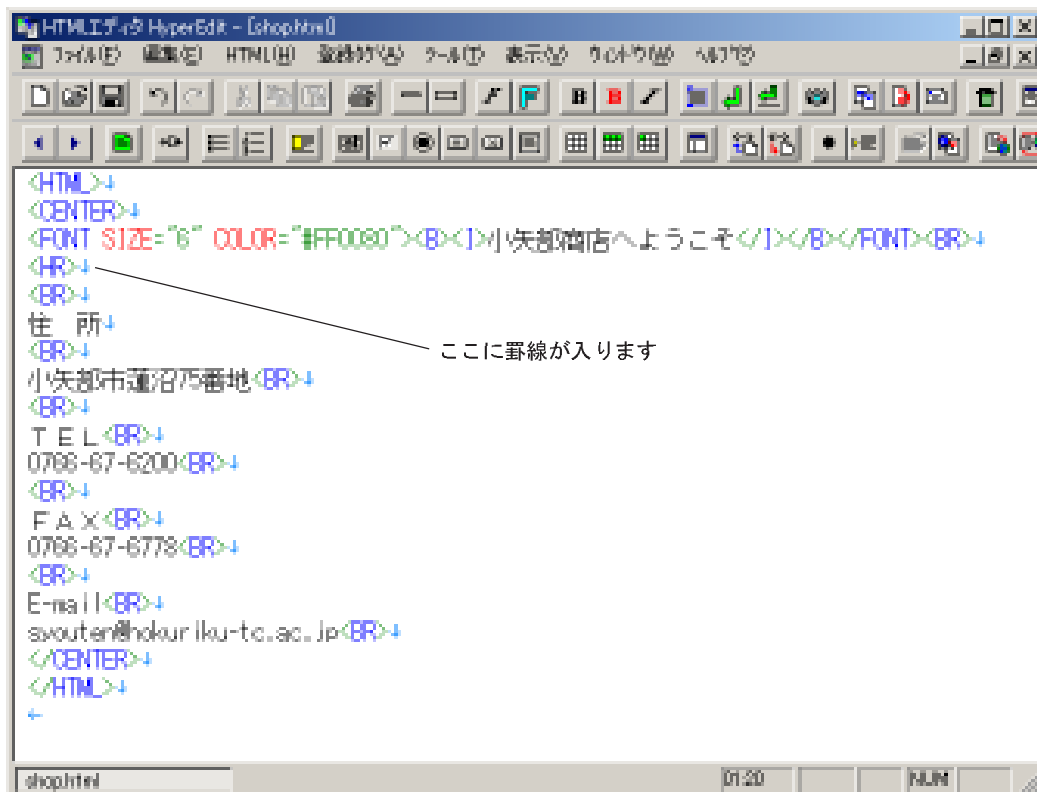 HTMLエディタ HyperEdit - [shop.html]
ファイル(F) 編集(E) HTML(H) 登録タグ(A) ツール(T) 表示(V) ウィンドウ(W) ヘルプ(?)
<HTML>↓
<CENTER>↓
<FONT SIZE="6" COLOR="#FF0080"><B><I>小矢部商店へようこそ</I></B></FONT><BR>↓
<HR>↓
<BR>↓
住　所↓
<BR>↓
ここに罫線が入ります
小矢部市蓮沼75番地<BR>↓
<BR>↓
ＴＥＬ<BR>↓
0766-67-6200<BR>↓
<BR>↓
ＦＡＸ<BR>↓
0766-67-6778<BR>↓
<BR>↓
E-mail<BR>↓
syouten@hokuriku-tc.ac.jp<BR>↓
</CENTER>↓
</HTML>↓
←
shop.html 01:20 NUM